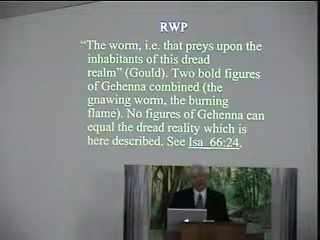 RWP
“The worm, i.e. that preys upon the
inhabitants of this dread
realm” (Gould). Two bold figures
of Gehenna combined (the
gnawing worm, the burning
flame). No figures of Gehenna can
equal the dread reality which is
here described. See Isa_66:24.